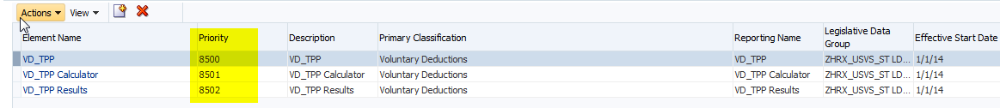 Actions View
Element Name Priority Description Primary Classification Reporting Name Legislative Data Group Effective Start Date
VD_TPP 8500 VD_TPP Voluntary Deductions VD_TPP ZHRX_USVS_ST LD... 1/1/14
VD_TPP Calculator 8501 VD_TPP Calculator Voluntary Deductions VD_TPP Calculator ZHRX_USVS_ST LD... 1/1/14
VD_TPP Results 8502 VD_TPP Results Voluntary Deductions VD_TPP Results ZHRX_USVS_ST LD... 1/1/14